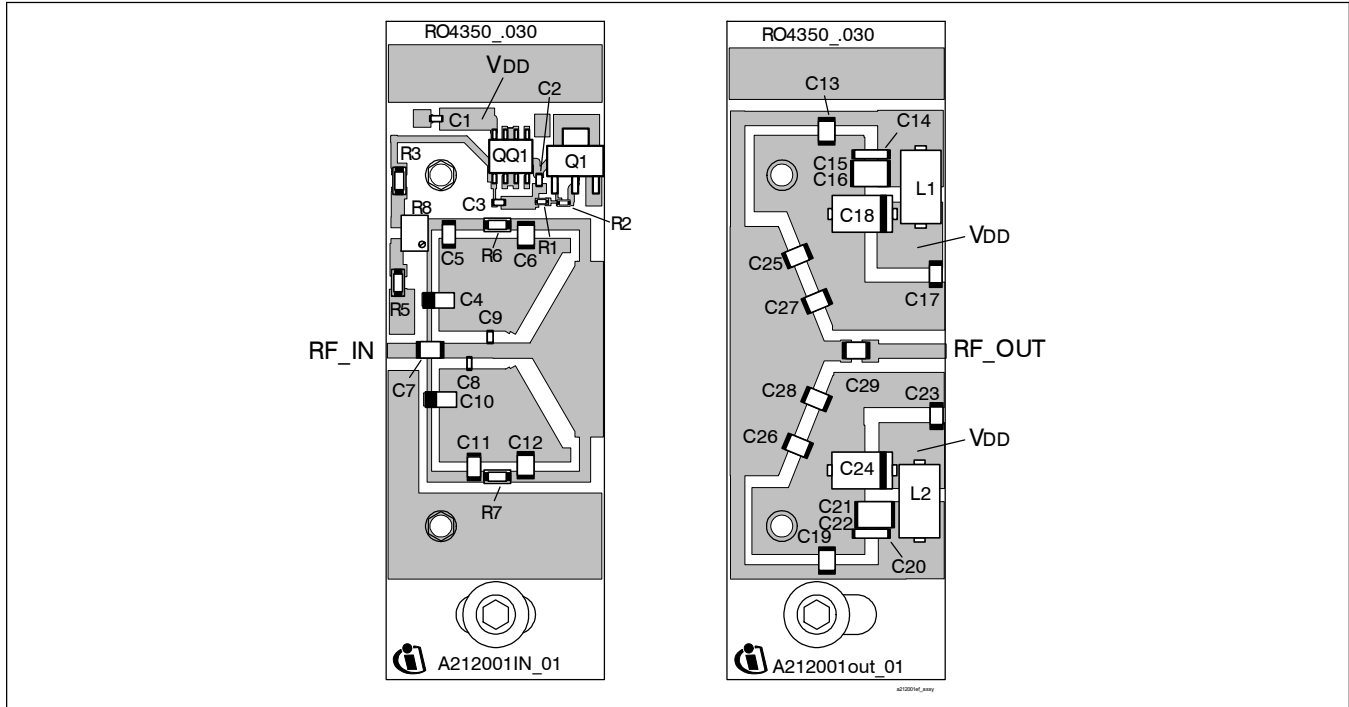 RO4350_.030
VDD
C2
C1
QQ1
Q1
R3
C3
R8
R1
R2
C5
R6
C6
R5
C4
C9
RF_IN
C7
C8
C10
C11
C12
R7
A212001IN_01
RO4350_.030
C13
C14
C15
C16
L1
C18
VDD
C25
C17
C27
RF_OUT
C29
C28
C23
C26
VDD
C24
L2
C21
C22
C19
C20
A212001out_01
a212001ef_assy